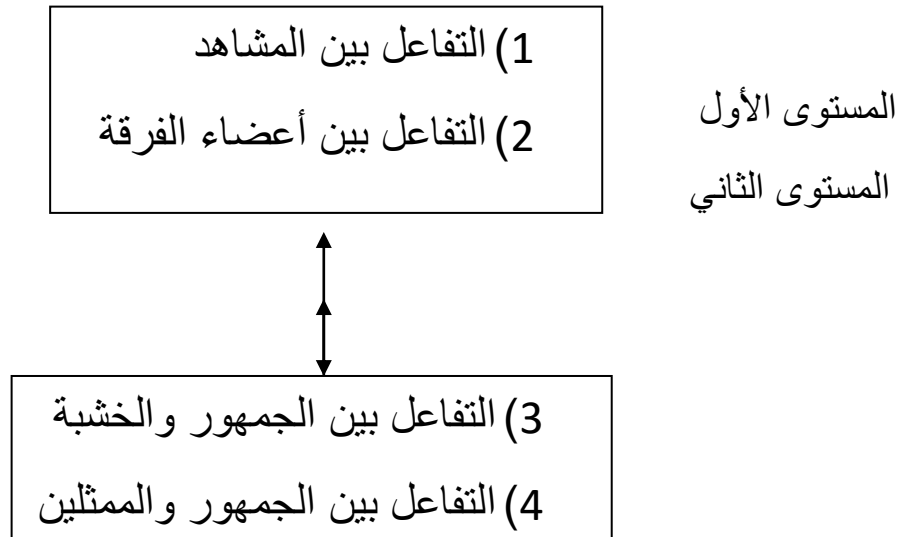 1) التفاعل بين المشاهد
المستوى الأول
2) التفاعل بين أعضاء الفرقة
المستوى الثاني
3) التفاعل بين الجمهور والخشبة
4) التفاعل بين الجمهور والممثلين